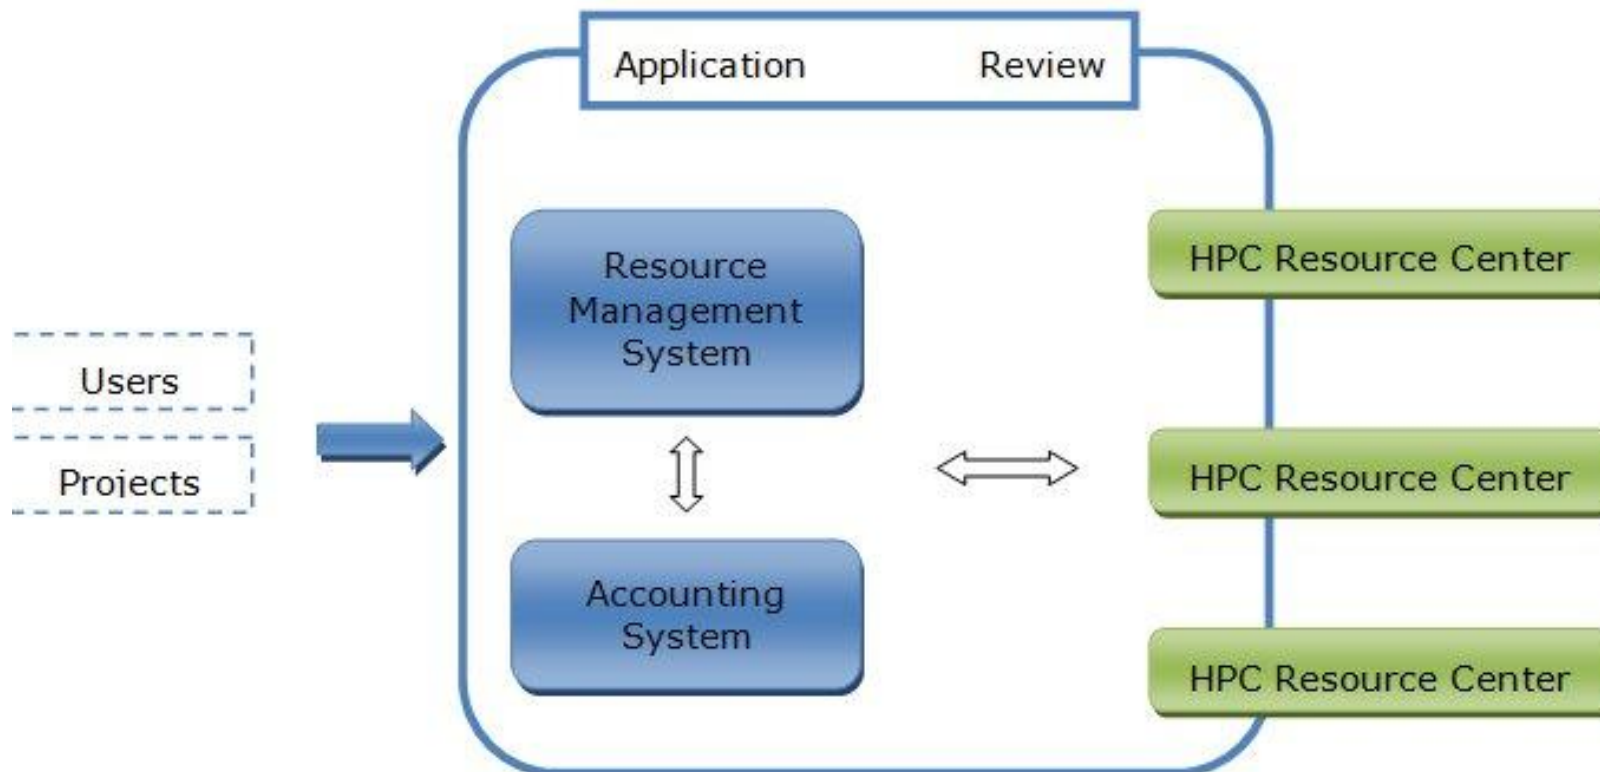 Application Review
Resource
Management
System
HPC Resource Center
Users
Projects
HPC Resource Center
Accounting
System
HPC Resource Center